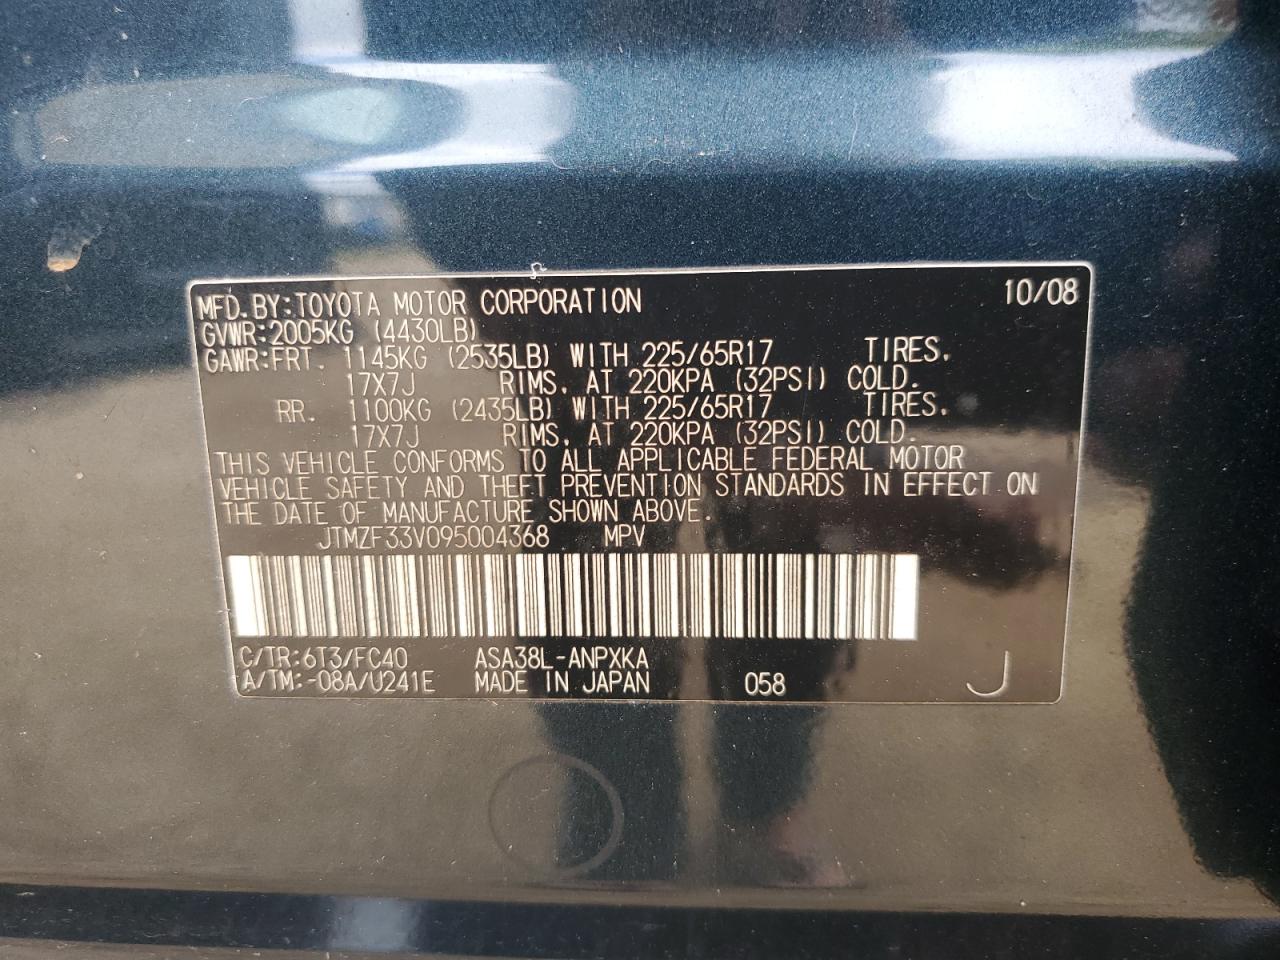 MFD.BY:TOYOTA MOTOR CORPORATION 10/08
GVWR:2005KG (4430LB)
GAWR:FRT. 1145KG (2535LB) WITH 225/65R17 TIRES.
17X7J RIMS. AT 220KPA (32PSI) COLD.
RR. 1100KG (2435LB) WITH 225/65R17 TIRES.
17X7J RIMS. AT 220KPA (32PSI) COLD.
THIS VEHICLE CONFORMS TO ALL APPLICABLE FEDERAL MOTOR
VEHICLE SAFETY AND THEFT PREVENTION STANDARDS IN EFFECT ON
THE DATE OF MANUFACTURE SHOWN ABOVE.
JTMZF33V095004368 MPV
C/TR:6T3/FC40 ASA38L-ANPXKA
A/TM:-08A/U241E MADE IN JAPAN 058 J